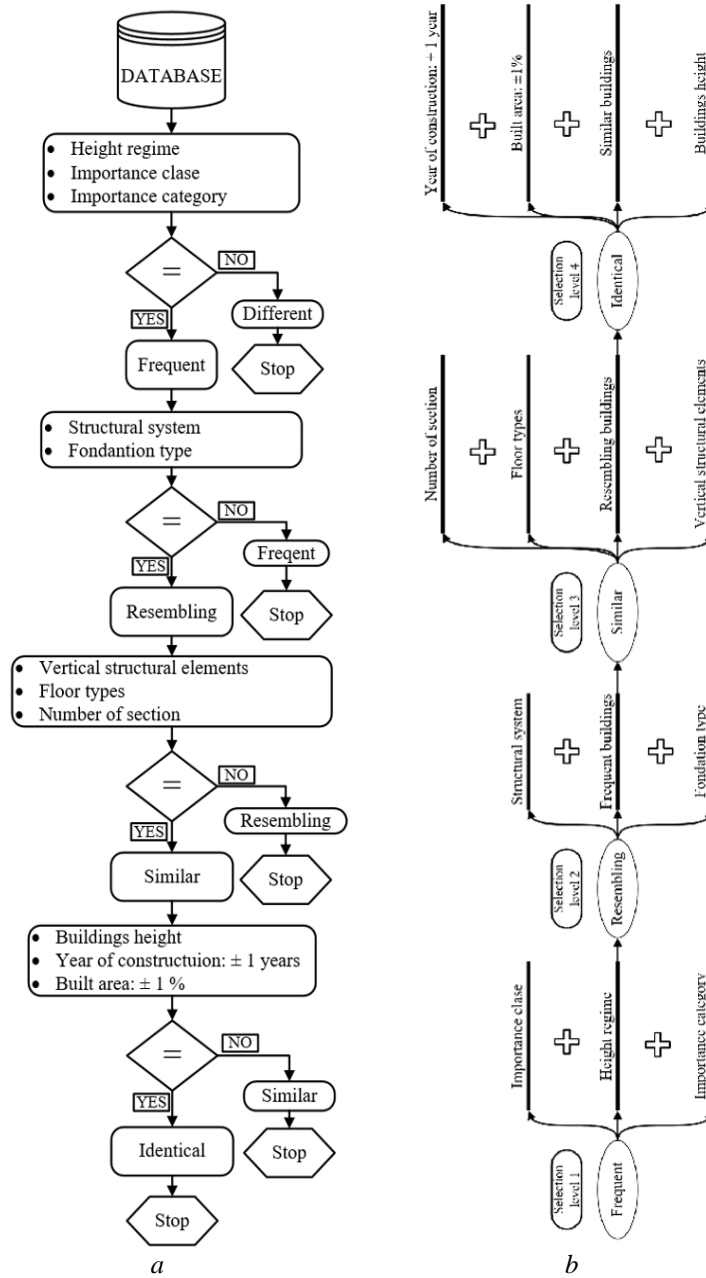 DATABASE
• Height regime
• Importance clase
• Importance category
=
NO
YES
Different
Frequent
Stop
• Structural system
• Fondantion type
=
NO
YES
Freqent
Resembling
Stop
• Vertical structural elements
• Floor types
• Number of section
=
NO
YES
Resembling
Similar
Stop
• Buildings height
• Year of constructuion: ± 1 years
• Built area: ± 1 %
=
NO
YES
Similar
Identical
Stop
Stop
a
Year of construction: ± 1 year
Built area: ±1%
Similar buildings
Buildings height
Selection
level 4
Identical
Number of section
Floor types
Resembling buildings
Vertical structural elements
Selection
level 3
Similar
Structural system
Frequent buildings
Fondation type
Selection
level 2
Resembling
Importance clase
Height regime
Importance category
Selection
level 1
Frequent
b